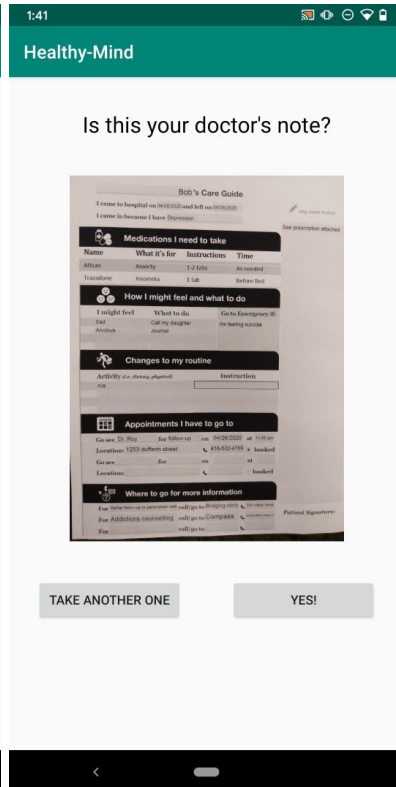 1:41
Healthy-Mind
Is this your doctor's note?
Bob's Care Guide
I came to hospital on 04/05/2020 and left on 04/05/2020
I came in because I have Depression
See prescription attached
Medications I need to take
Name What it's for Instructions Time
Ativan Anxiety 1-2 tabs As needed
Trazadone Insomnia 1 tab Before Bed
How I might feel and what to do
I might feel What to do Go to Emergency if:
Sad Call my daughter I'm feeling suicidal
Anxious Journal
Changes to my routine
Activity (i.e. dietary, physical) Instruction
n/a
Appointments I have to go to
Go see Dr. Roy for follow-up on 04/26/2020 at 11:00 am
Location: 1253 dufferin street 416-532-4769 booked
Go see for on at
Location: booked
Where to go for more information
For call/go to Bridging clinic
For Addictions counselling call/go to Compass
For call/go to
Patient Signature:
TAKE ANOTHER ONE
YES!